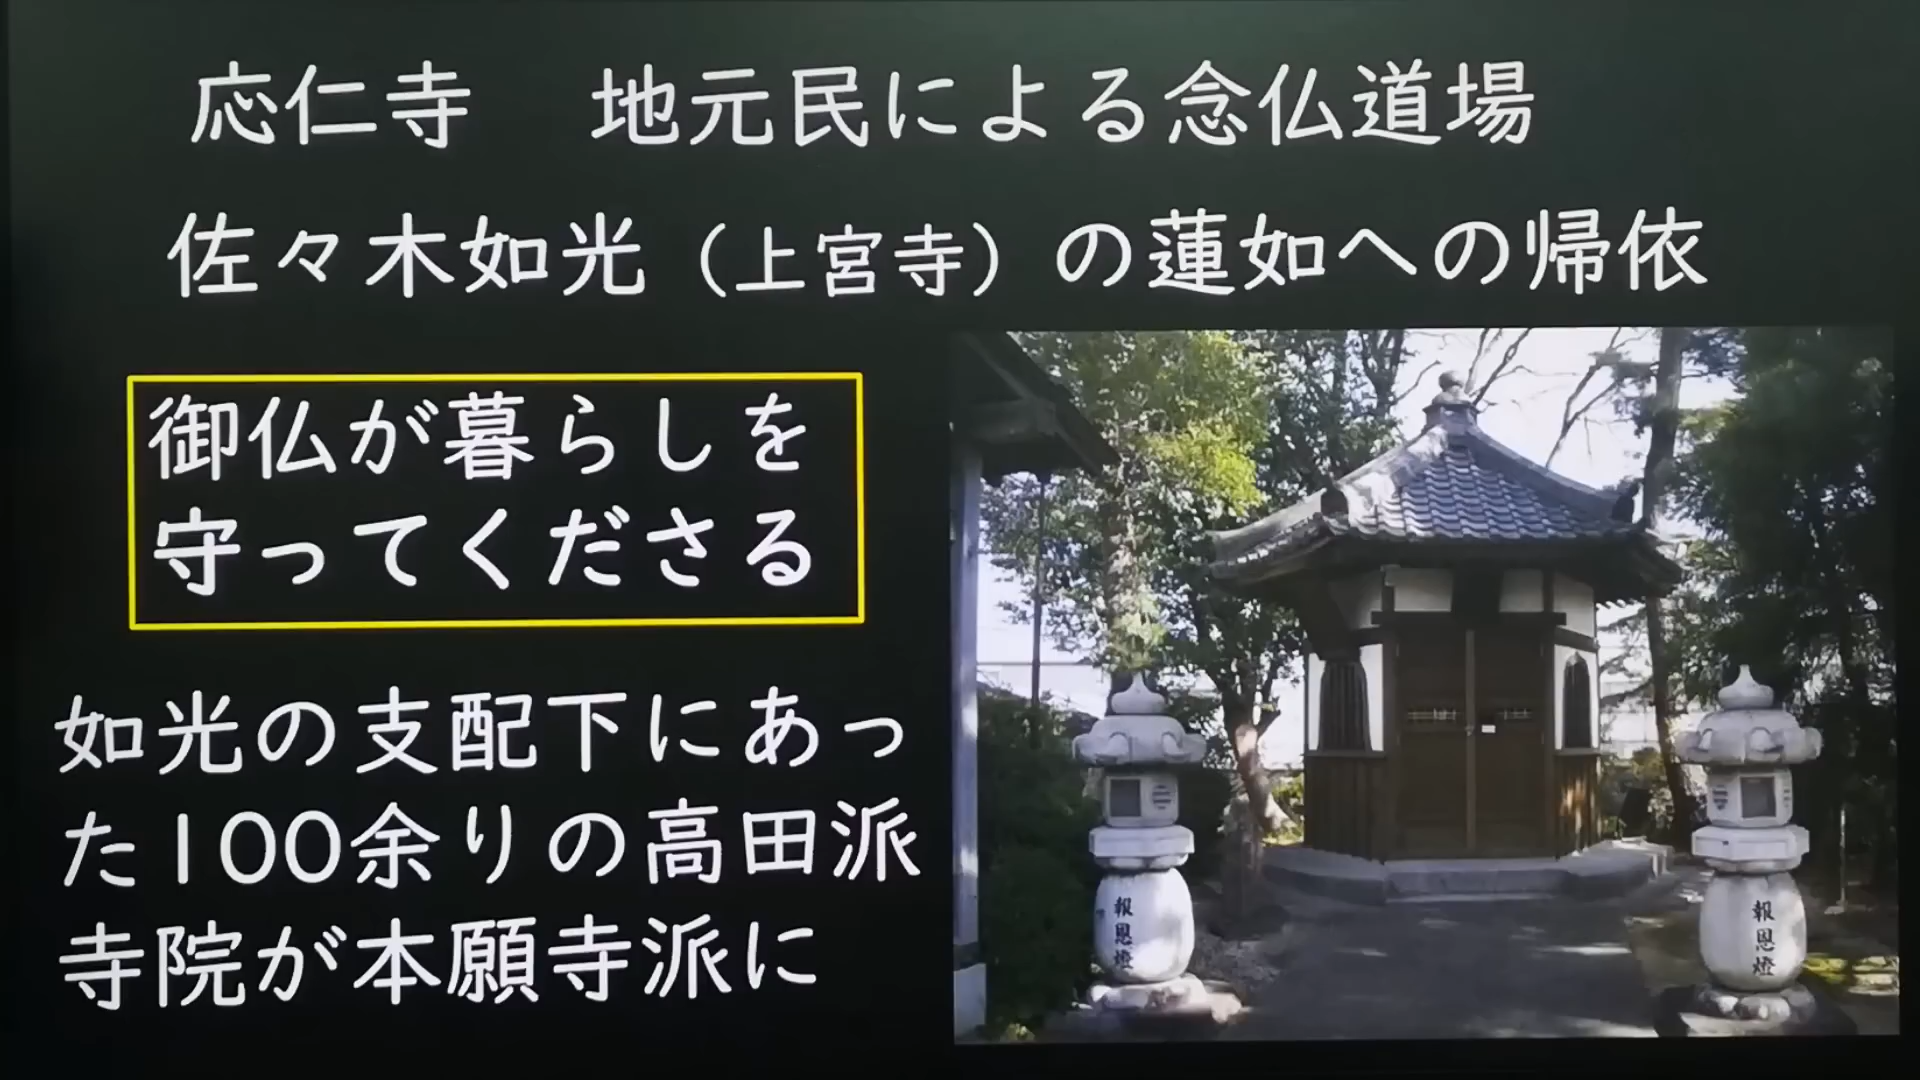 応仁寺　地元民による念仏道場
佐々木如光（上宮寺）の蓮如への帰依
御仏が暮らしを
守ってくださる
如光の支配下にあっ
た100余りの高田派
寺院が本願寺派に
報恩燈
報恩燈